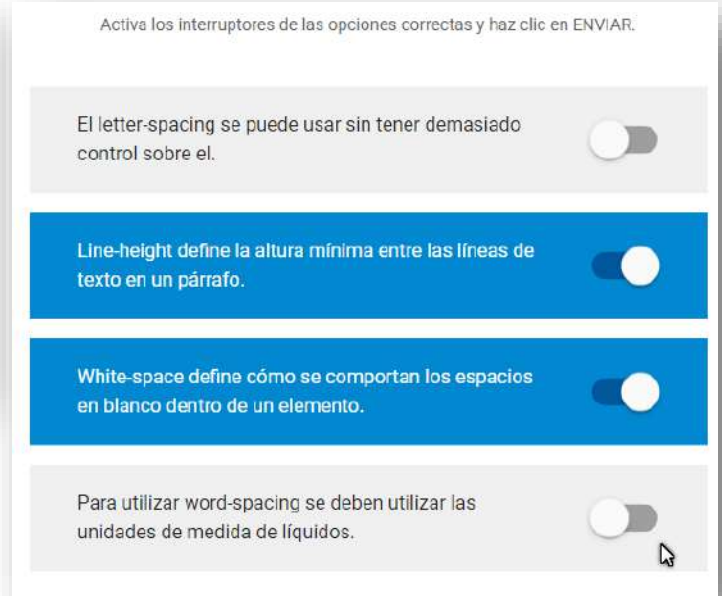 Activa los interruptores de las opciones correctas y haz clic en ENVIAR.
El letter-spacing se puede usar sin tener demasiado
control sobre el.
Line-height define la altura mínima entre las líneas de
texto en un párrafo.
White-space define cómo se comportan los espacios
en blanco dentro de un elemento.
Para utilizar word-spacing se deben utilizar las
unidades de medida de líquidos.